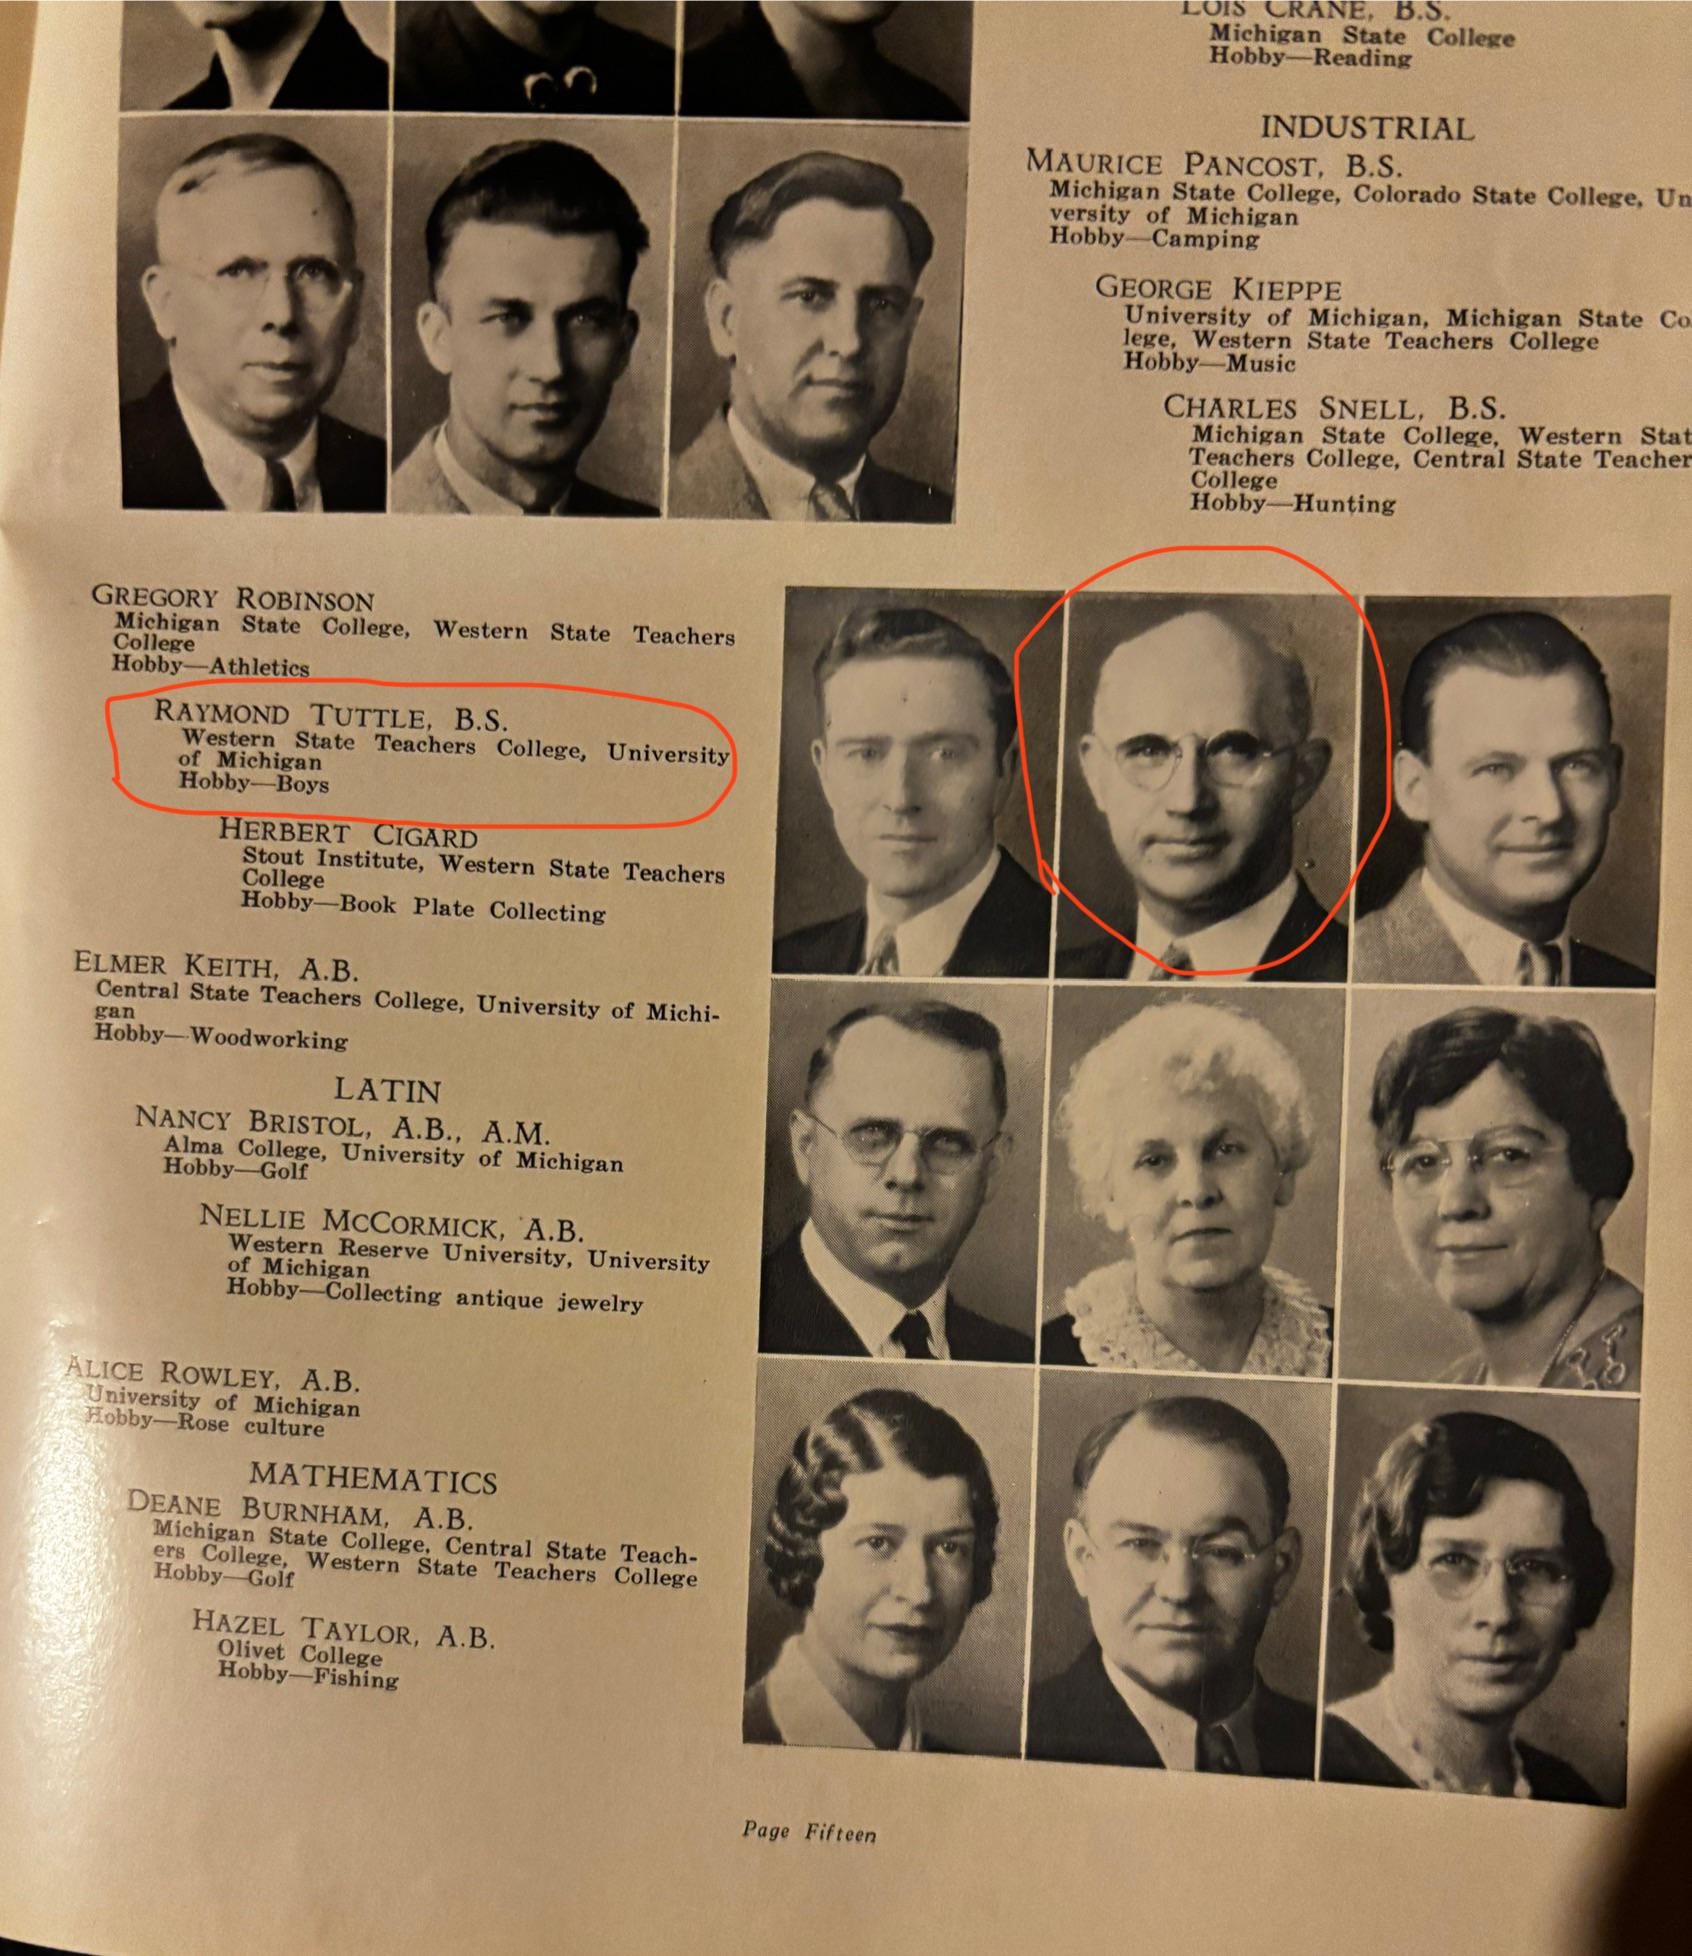 LOIS CRANE, B.S.
Michigan State College
Hobby—Reading
INDUSTRIAL
MAURICE PANCOST, B.S.
Michigan State College, Colorado State College, Un
versity of Michigan
Hobby—Camping
GEORGE KIEPPE
University of Michigan, Michigan State Co
lege, Western State Teachers College
Hobby—Music
CHARLES SNELL, B.S.
Michigan State College, Western Stat
Teachers College, Central State Teacher
College
Hobby—Hunting
GREGORY ROBINSON
Michigan State College, Western State Teachers
College
Hobby—Athletics
RAYMOND TUTTLE, B.S.
Western State Teachers College, University
of Michigan
Hobby—Boys
HERBERT CIGARD
Stout Institute, Western State Teachers
College
Hobby—Book Plate Collecting
ELMER KEITH, A.B.
Central State Teachers College, University of Michi-
gan
Hobby—Woodworking
LATIN
NANCY BRISTOL, A.B., A.M.
Alma College, University of Michigan
Hobby—Golf
NELLIE MCCORMICK, A.B.
Western Reserve University, University
of Michigan
Hobby—Collecting antique jewelry
ALICE ROWLEY, A.B.
University of Michigan
Hobby—Rose culture
MATHEMATICS
DEANE BURNHAM, A.B.
Michigan State College, Central State Teach-
ers College, Western State Teachers College
Hobby—Golf
HAZEL TAYLOR, A.B.
Olivet College
Hobby—Fishing
Page Fifteen